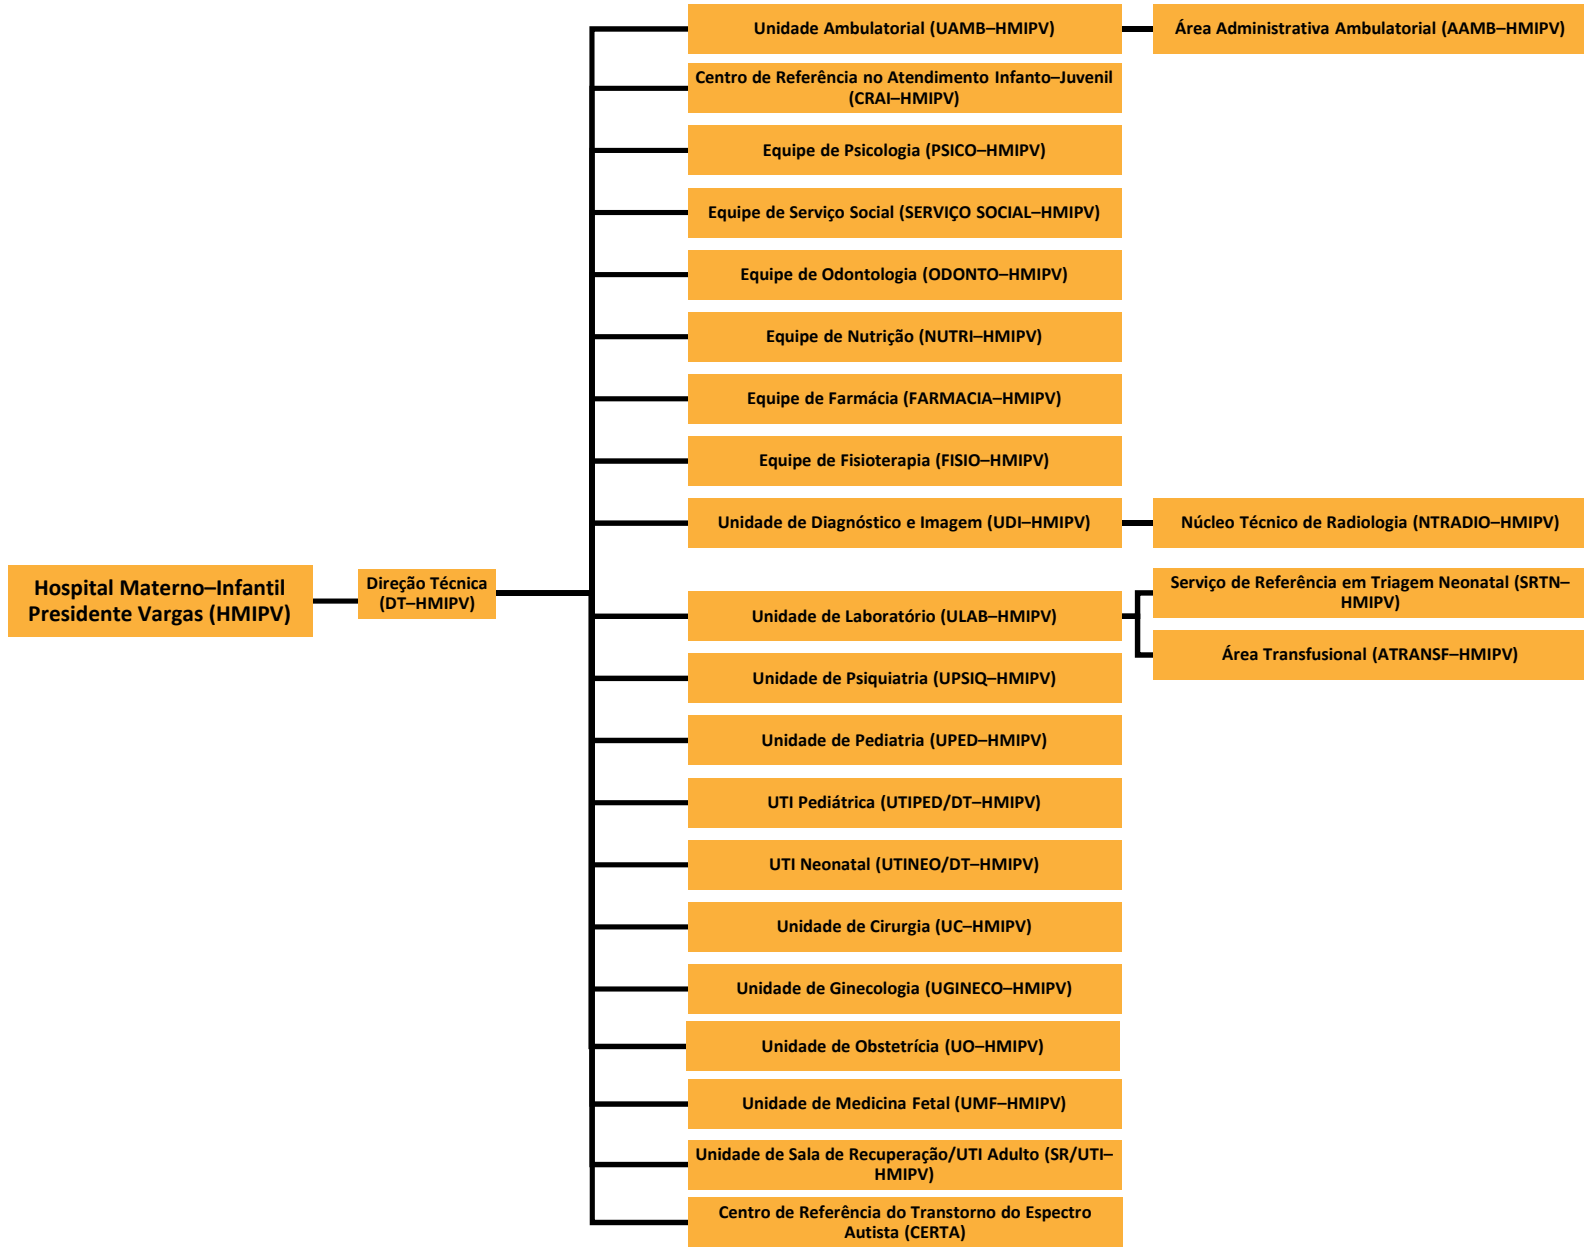 Hospital Materno–Infantil
Presidente Vargas (HMIPV)
Direção Técnica
(DT–HMIPV)
Unidade Ambulatorial (UAMB–HMIPV)
Área Administrativa Ambulatorial (AAMB–HMIPV)
Centro de Referência no Atendimento Infanto–Juvenil
(CRAI–HMIPV)
Equipe de Psicologia (PSICO–HMIPV)
Equipe de Serviço Social (SERVIÇO SOCIAL–HMIPV)
Equipe de Odontologia (ODONTO–HMIPV)
Equipe de Nutrição (NUTRI–HMIPV)
Equipe de Farmácia (FARMACIA–HMIPV)
Equipe de Fisioterapia (FISIO–HMIPV)
Unidade de Diagnóstico e Imagem (UDI–HMIPV)
Núcleo Técnico de Radiologia (NTRADIO–HMIPV)
Unidade de Laboratório (ULAB–HMIPV)
Serviço de Referência em Triagem Neonatal (SRTN–
HMIPV)
Área Transfusional (ATRANSF–HMIPV)
Unidade de Psiquiatria (UPSIQ–HMIPV)
Unidade de Pediatria (UPED–HMIPV)
UTI Pediátrica (UTIPED/DT–HMIPV)
UTI Neonatal (UTINEO/DT–HMIPV)
Unidade de Cirurgia (UC–HMIPV)
Unidade de Ginecologia (UGINECO–HMIPV)
Unidade de Obstetrícia (UO–HMIPV)
Unidade de Medicina Fetal (UMF–HMIPV)
Unidade de Sala de Recuperação/UTI Adulto (SR/UTI–
HMIPV)
Centro de Referência do Transtorno do Espectro
Autista (CERTA)